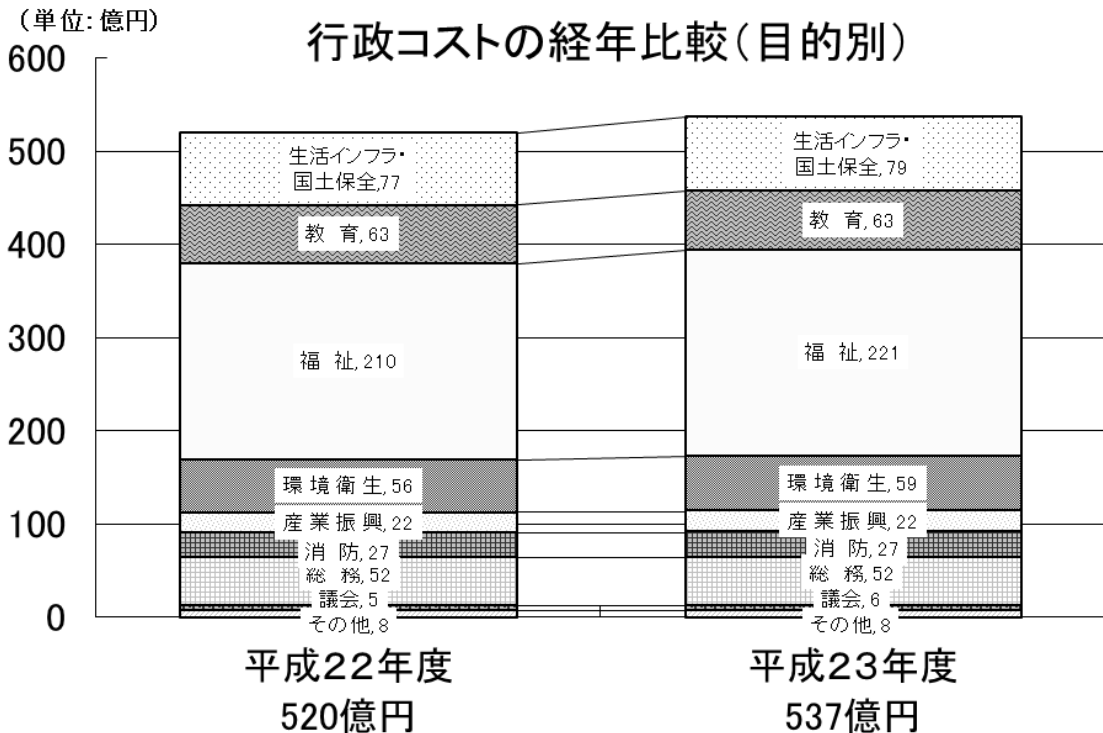 (単位:億円)
行政コストの経年比較(目的別)
600
500
400
300
200
100
0
生活インフラ・
国土保全,77
教 育,63
福 祉,210
環境衛生,56
産業振興,22
消 防,27
総 務,52
議会,5
その他,8
生活インフラ・
国土保全,79
教 育,63
福 祉,221
環境衛生,59
産業振興,22
消 防,27
総 務,52
議会,6
その他,8
平成22年度
520億円
平成23年度
537億円